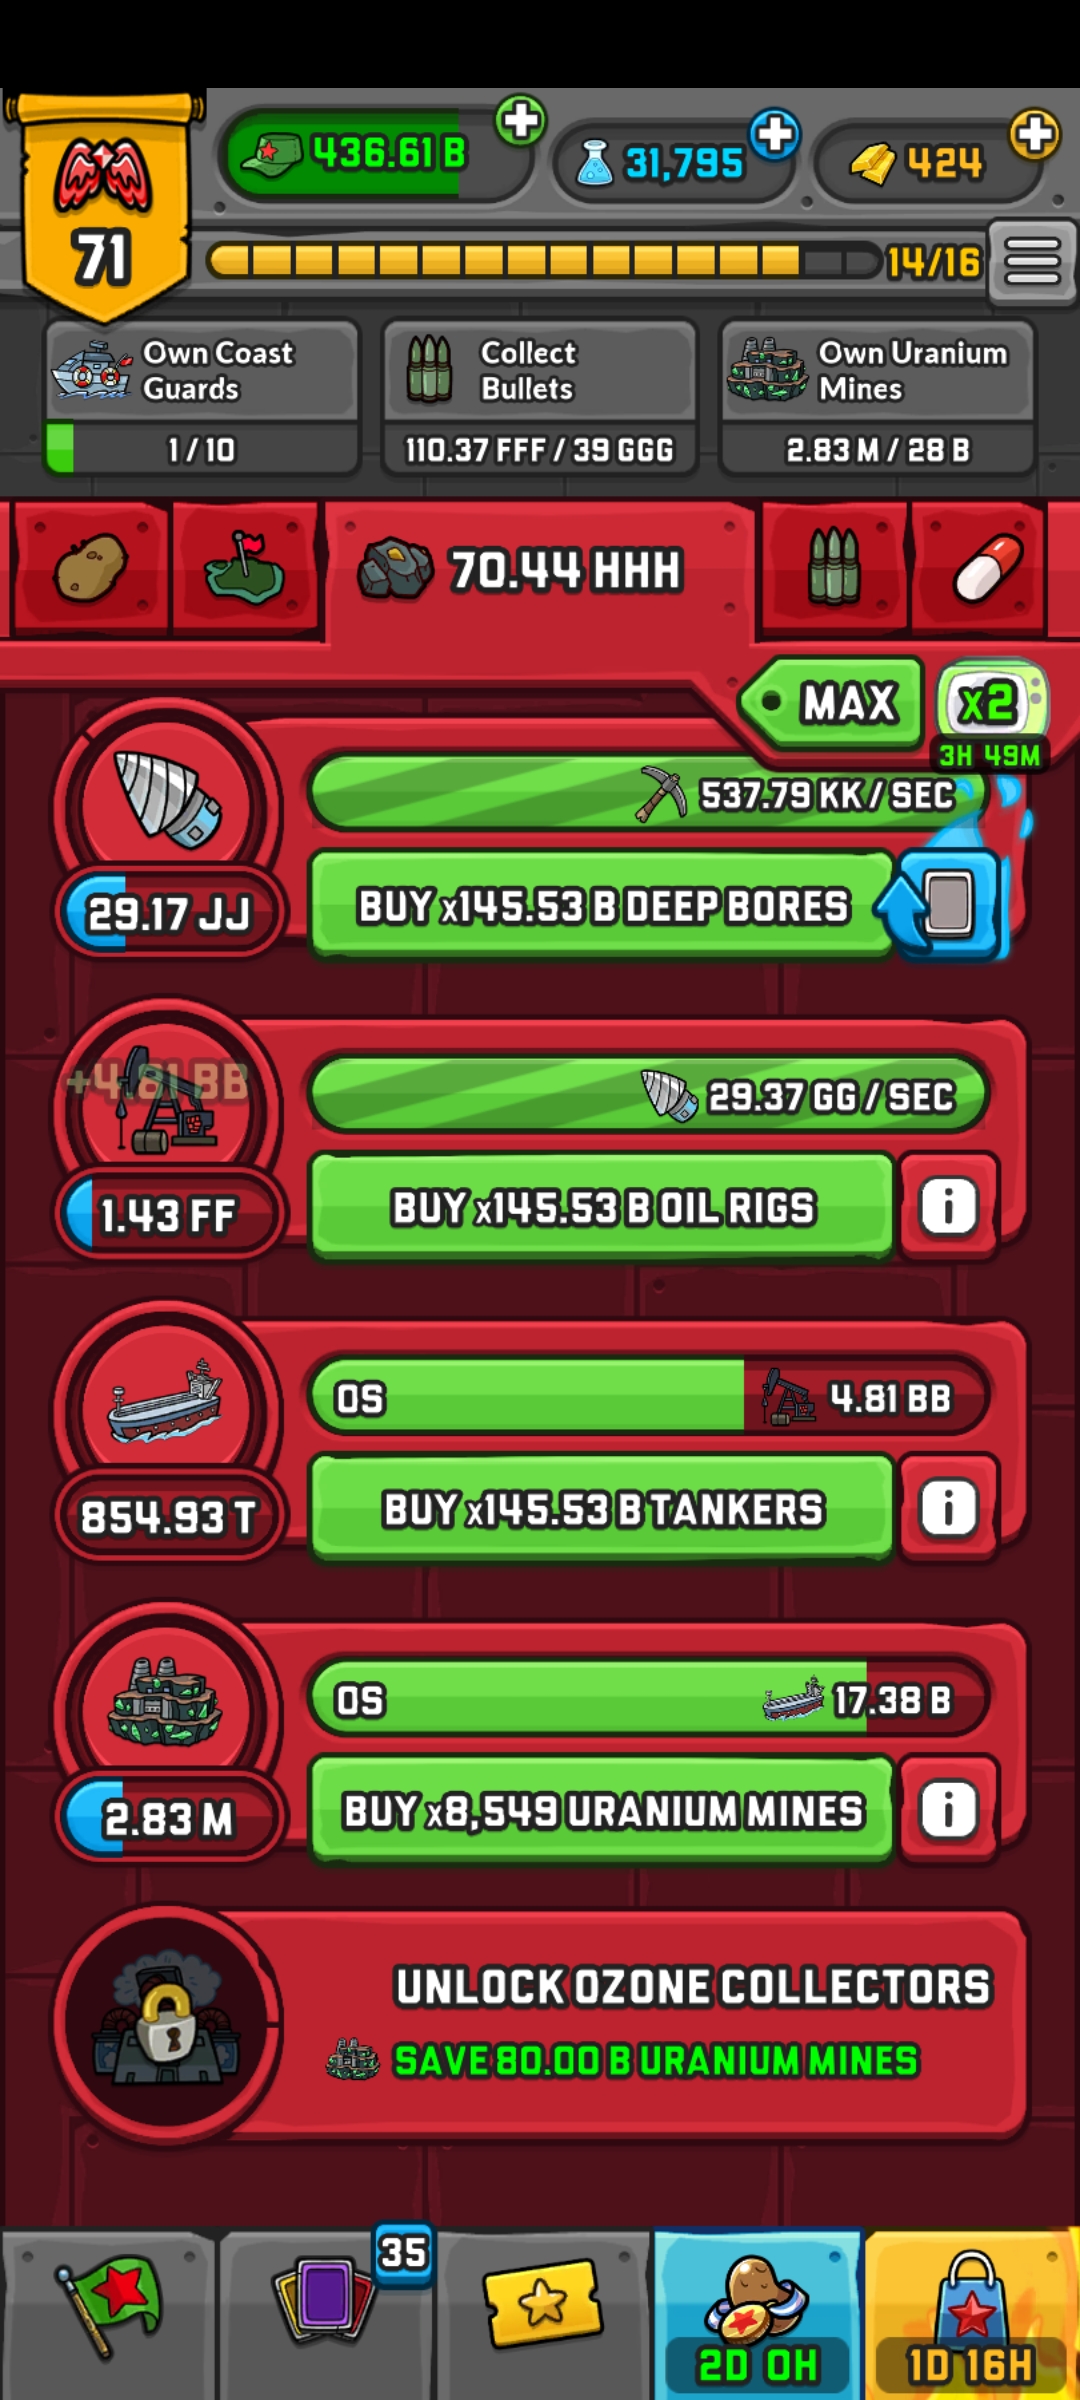 436.61 B
31,795
424
71
14/16
Own Coast
Guards
1 / 10
Collect
Bullets
110.37 FFF / 39 GGG
Own Uranium
Mines
2.83 M / 28 B
70.44 HHH
MAX
x2
3H 49M
537.79 KK / SEC
29.17 JJ
BUY x145.53 B DEEP BORES
+4.81 BB
29.37 GG / SEC
1.43 FF
BUY x145.53 B OIL RIGS
i
0S
4.81 BB
854.93 T
BUY x145.53 B TANKERS
i
0S
17.38 B
2.83 M
BUY x8,549 URANIUM MINES
i
UNLOCK OZONE COLLECTORS
SAVE 80.00 B URANIUM MINES
35
2D 0H
1D 16H